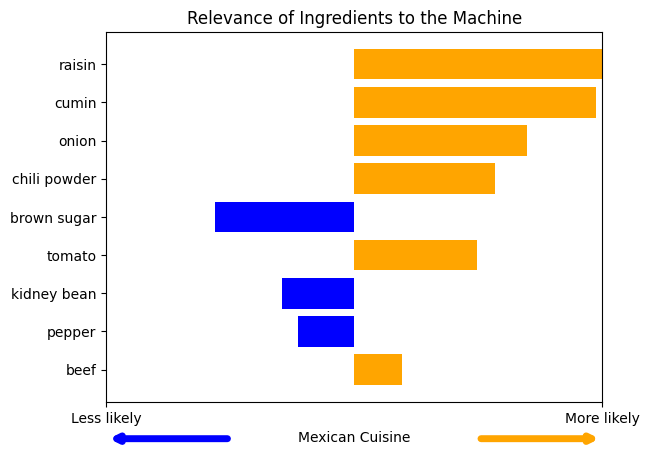 Relevance of Ingredients to the Machine
raisin
cumin
onion
chili powder
brown sugar
tomato
kidney bean
pepper
beef
Less likely
More likely
Mexican Cuisine